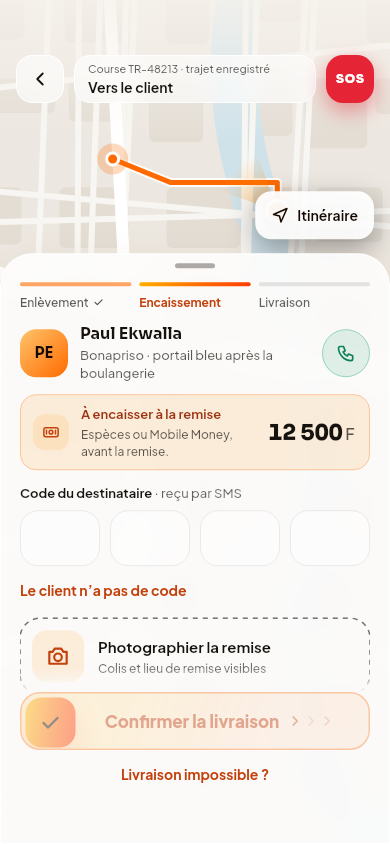 Course TR-48213 · trajet enregistré
Vers le client
SOS
Itinéraire
Enlèvement
Encaissement
Livraison
PE
Paul Ekwalla
Bonapriso · portail bleu après la
boulangerie
À encaisser à la remise
Espèces ou Mobile Money,
avant la remise.
12 500 F
Code du destinataire · reçu par SMS
Le client n’a pas de code
Photographier la remise
Colis et lieu de remise visibles
Confirmer la livraison
Livraison impossible ?